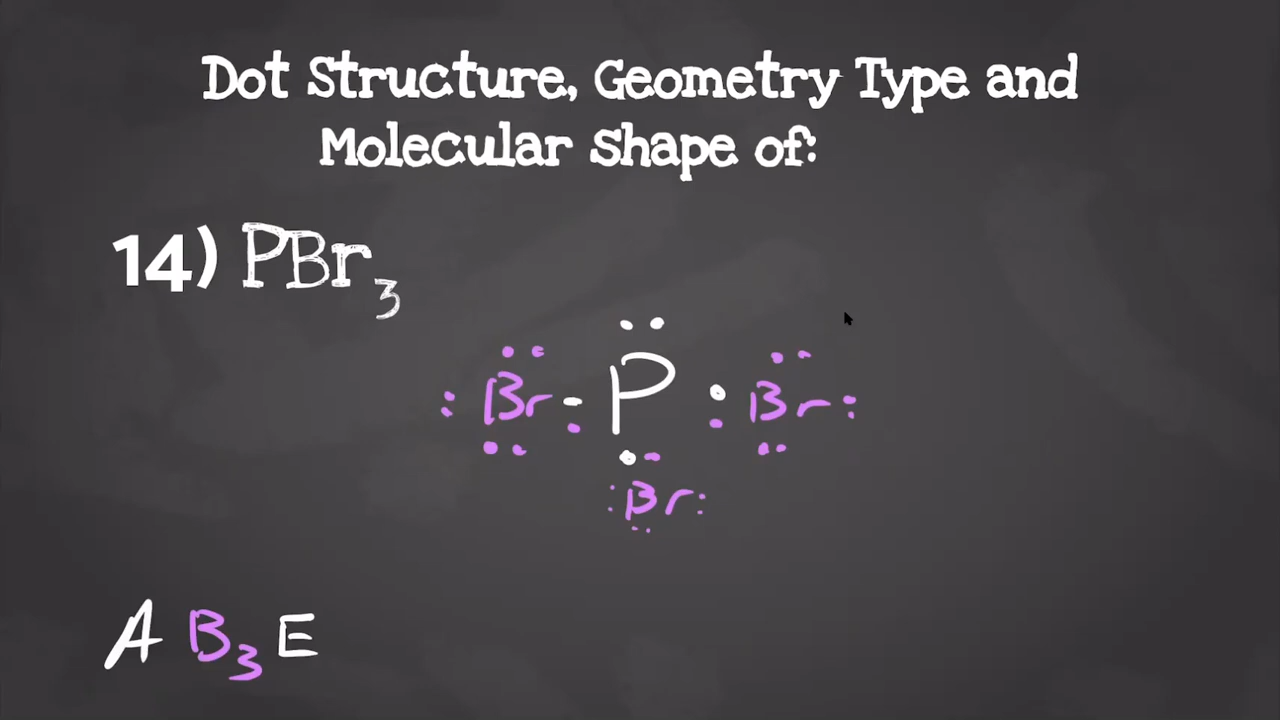 Dot Structure, Geometry Type and
Molecular Shape of:
14) PBr3
Br P Br
Br
A B3 E